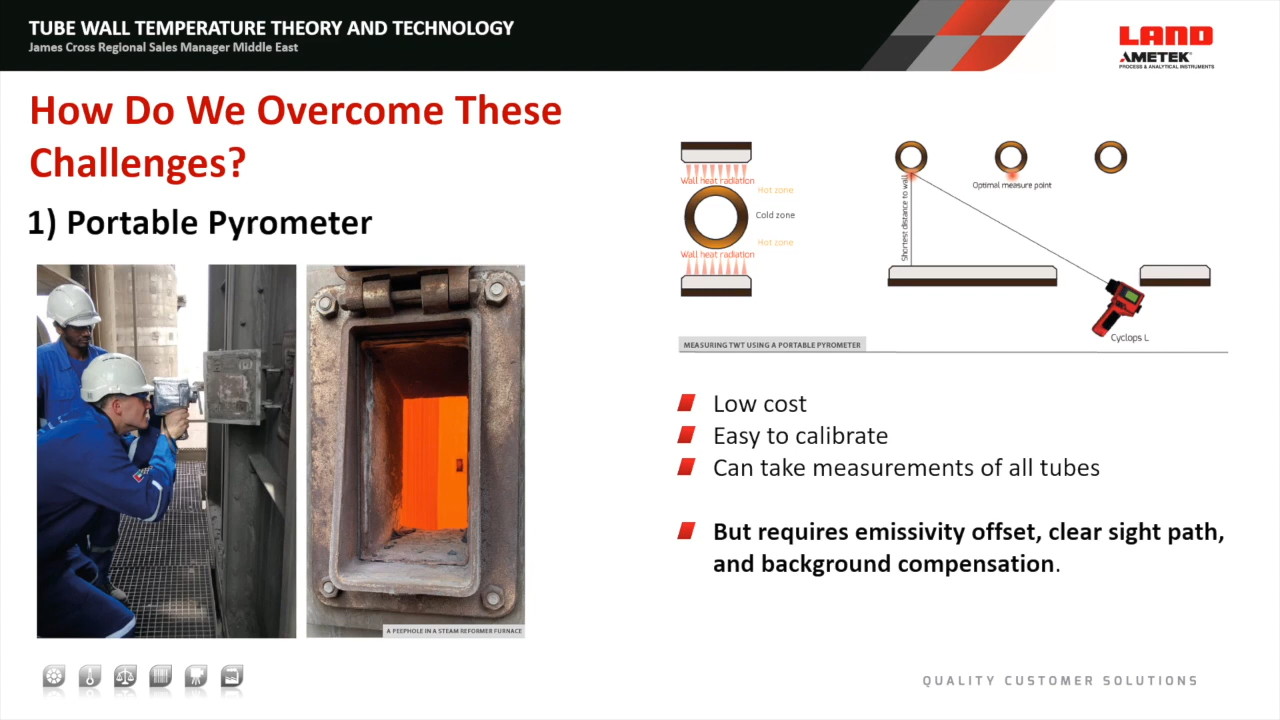 TUBE WALL TEMPERATURE THEORY AND TECHNOLOGY
James Cross Regional Sales Manager Middle East
LAND
AMETEK®
PROCESS & ANALYTICAL INSTRUMENTS
How Do We Overcome These
Challenges?
1) Portable Pyrometer
A PEEPHOLE IN A STEAM REFORMER FURNACE
Wall heat radiation
Hot zone
Cold zone
Hot zone
Wall heat radiation
Shortest distance to wall
Optimal measure point
Cyclops L
MEASURING TWT USING A PORTABLE PYROMETER
Low cost
Easy to calibrate
Can take measurements of all tubes
But requires emissivity offset, clear sight path,
and background compensation.
QUALITY CUSTOMER SOLUTIONS